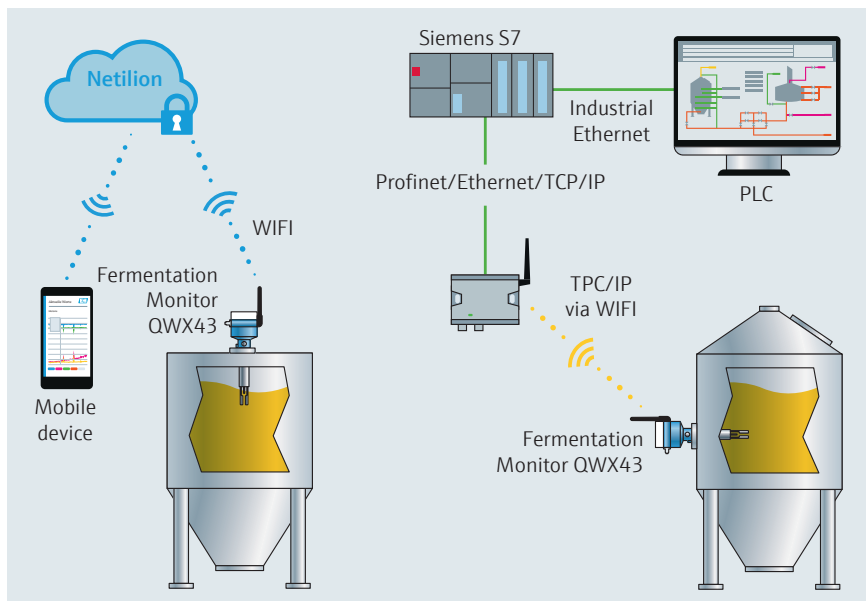 Netilion
WIFI
Fermentation
Monitor
QWX43
Mobile
device
Siemens S7
Industrial
Ethernet
PLC
Profinet/Ethernet/TCP/IP
TPC/IP
via WIFI
Fermentation
Monitor QWX43